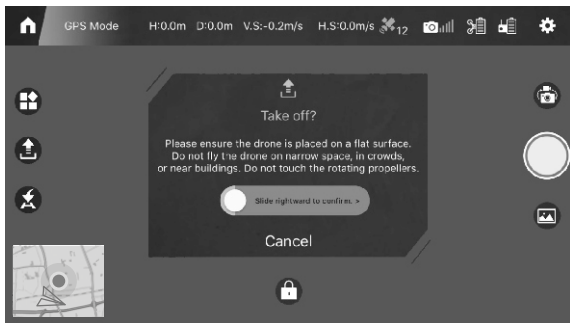 GPS Mode H:0.0m D:0.0m V.S:-0.2m/s H.S:0.0m/s 12
Take off?
Please ensure the drone is placed on a flat surface.
Do not fly the drone on narrow space, in crowds,
or near buildings. Do not touch the rotating propellers.
Slide rightward to confirm. >
Cancel